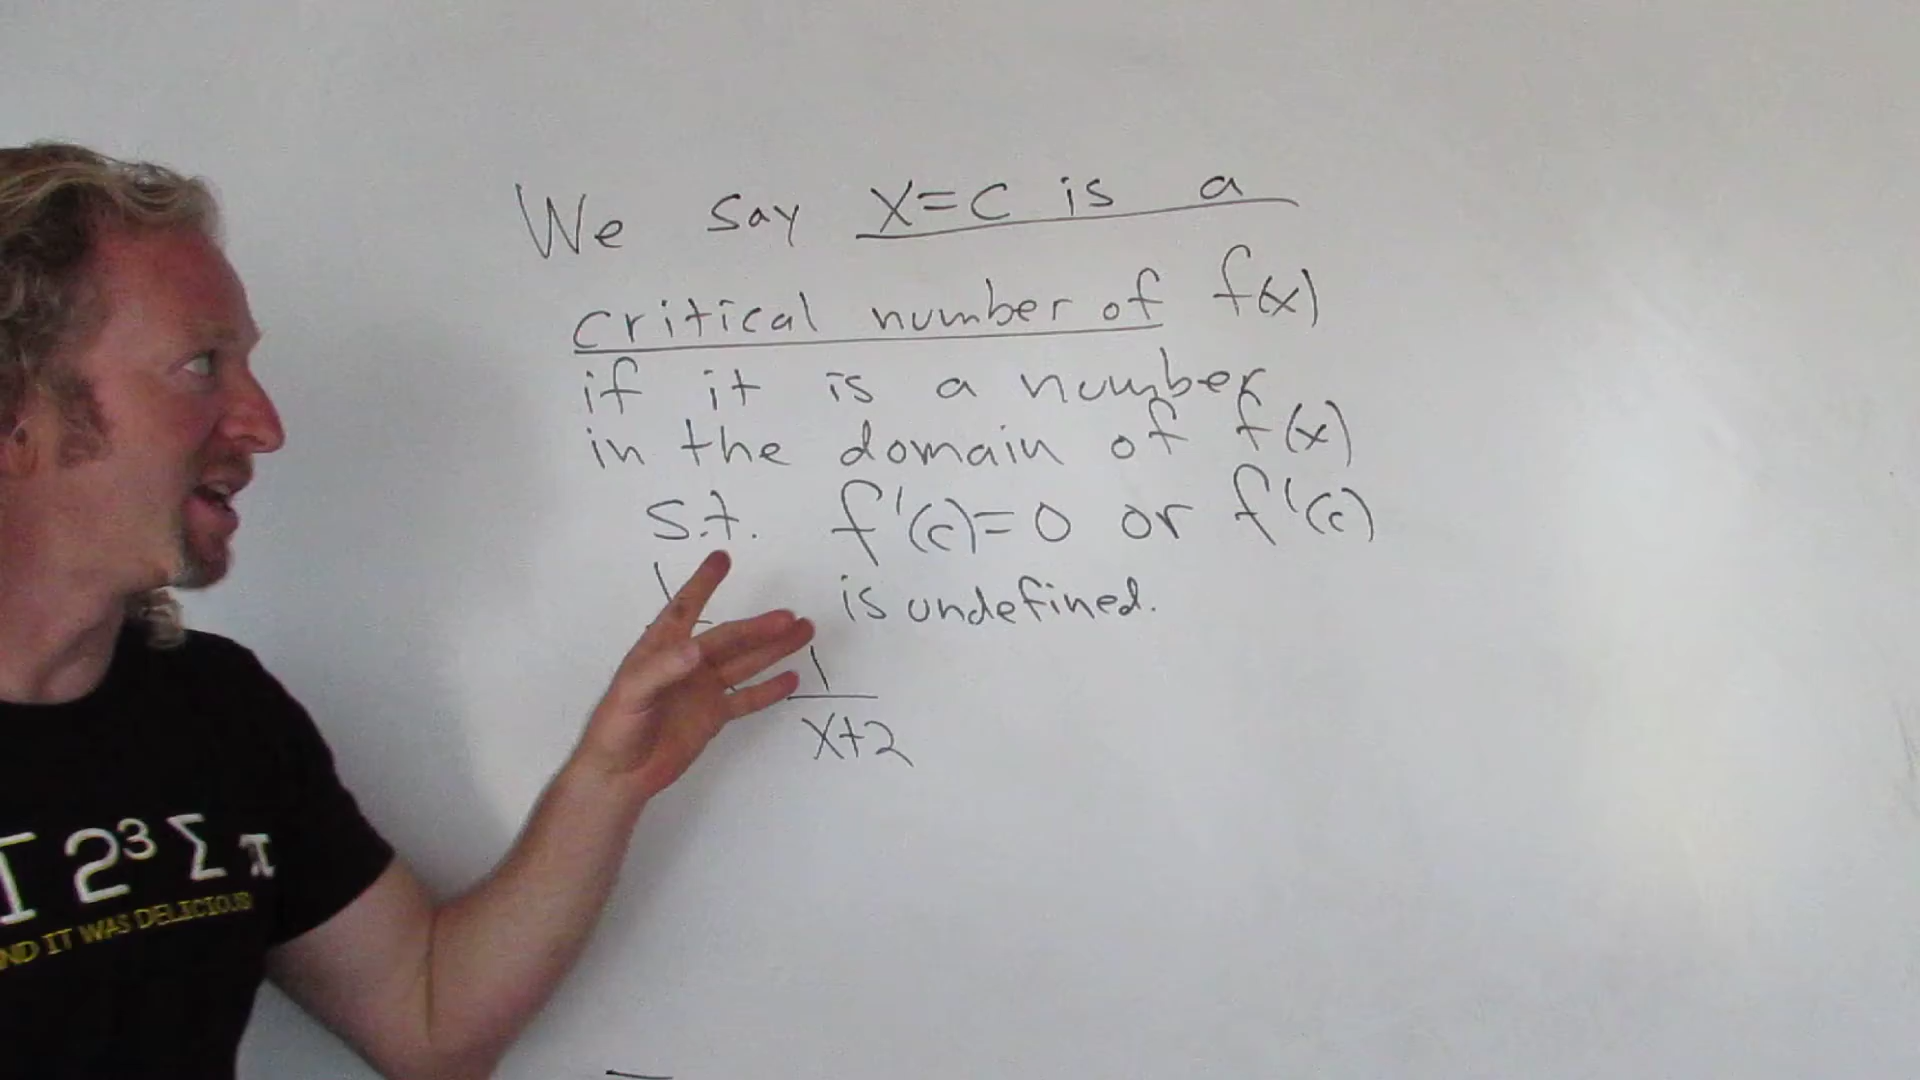 We say x=c is a
critical number of f(x)
if it is a number
in the domain of f(x)
s.t. f'(c)=0 or f'(c)
is undefined.
1
x+2
I 2³ Σ π
ND IT WAS DELICIOUS